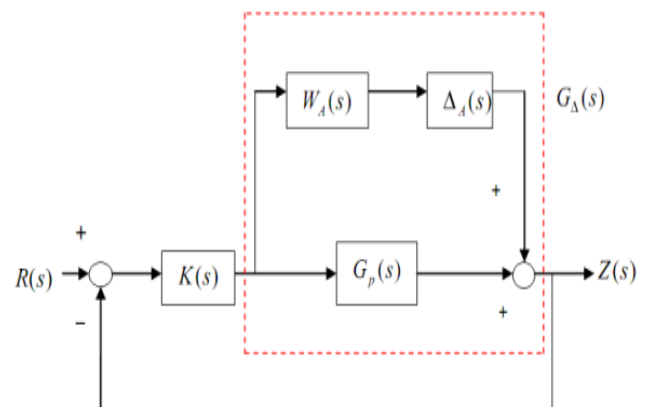 W_A(s)
Δ_A(s)
G_Δ(s)
+
+
R(s)
K(s)
G_p(s)
Z(s)
−
+